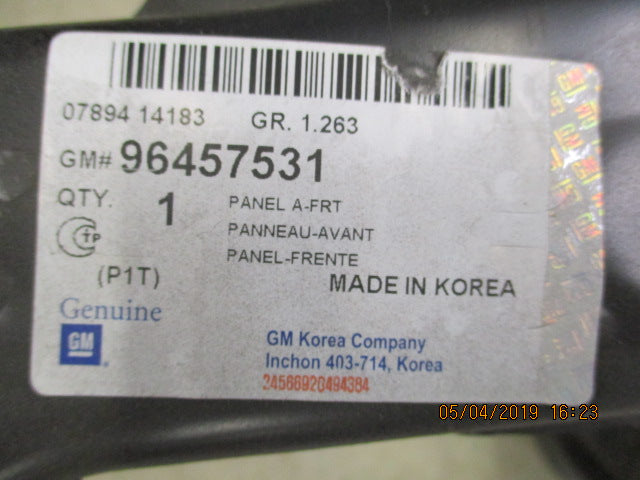 07894 14183 GR. 1.263
GM# 96457531
QTY. 1 PANEL A-FRT
PANNEAU-AVANT
PANEL-FRENTE
CTP
(P1T) MADE IN KOREA
Genuine
GM
GM Korea Company
Inchon 403-714, Korea
24566920494384
05/04/2019 16:23